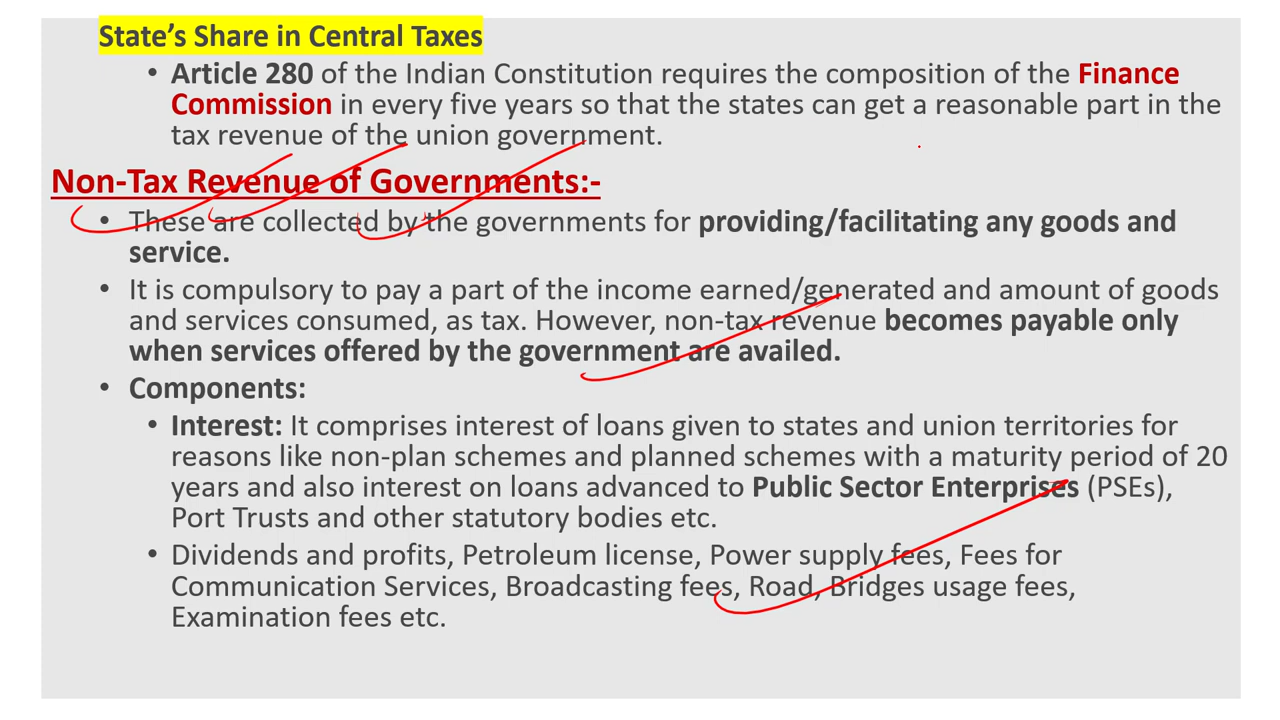 State's Share in Central Taxes
• Article 280 of the Indian Constitution requires the composition of the Finance
Commission in every five years so that the states can get a reasonable part in the
tax revenue of the union government.
Non-Tax Revenue of Governments:-
• These are collected by the governments for providing/facilitating any goods and
service.
• It is compulsory to pay a part of the income earned/generated and amount of goods
and services consumed, as tax. However, non-tax revenue becomes payable only
when services offered by the government are availed.
• Components:
• Interest: It comprises interest of loans given to states and union territories for
reasons like non-plan schemes and planned schemes with a maturity period of 20
years and also interest on loans advanced to Public Sector Enterprises (PSEs),
Port Trusts and other statutory bodies etc.
• Dividends and profits, Petroleum license, Power supply fees, Fees for
Communication Services, Broadcasting fees, Road, Bridges usage fees,
Examination fees etc.